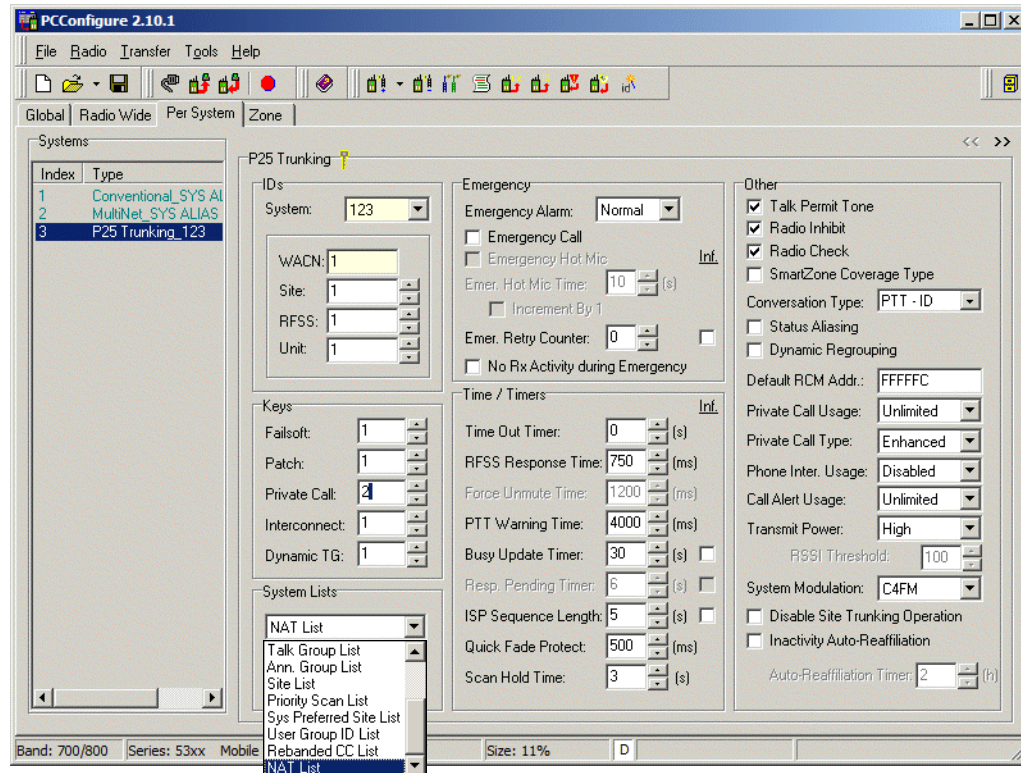 PCConfigure 2.10.1
File Radio Transfer Tools Help
Global Radio Wide Per System Zone
Systems
Index Type
1 Conventional_SYS AL
2 MultiNet_SYS ALIAS
3 P25 Trunking_123
<< >>
P25 Trunking
IDs
System: 123
WACN: 1
Site: 1
RFSS: 1
Unit: 1
Keys
Failsoft: 1
Patch: 1
Private Call: 2
Interconnect: 1
Dynamic TG: 1
System Lists
NAT List
Talk Group List
Ann. Group List
Site List
Priority Scan List
Sys Preferred Site List
User Group ID List
Rebanded CC List
NAT List
Emergency
Emergency Alarm: Normal
Emergency Call
Emergency Hot Mic Inf.
Emer. Hot Mic Time: 10 (s)
Increment By 1
Emer. Retry Counter: 0
No Rx Activity during Emergency
Time / Timers
Inf.
Time Out Timer: 0 (s)
RFSS Response Time: 750 (ms)
Force Unmute Time: 1200 (ms)
PTT Warning Time: 4000 (ms)
Busy Update Timer: 30 (s)
Resp. Pending Timer: 6 (s)
ISP Sequence Length: 5 (s)
Quick Fade Protect: 500 (ms)
Scan Hold Time: 3 (s)
Other
Talk Permit Tone
Radio Inhibit
Radio Check
SmartZone Coverage Type
Conversation Type: PTT - ID
Status Aliasing
Dynamic Regrouping
Default RCM Addr.: FFFFFC
Private Call Usage: Unlimited
Private Call Type: Enhanced
Phone Inter. Usage: Disabled
Call Alert Usage: Unlimited
Transmit Power: High
RSSI Threshold: 100
System Modulation: C4FM
Disable Site Trunking Operation
Inactivity Auto-Reaffiliation
Auto-Reaffiliation Timer: 2 (h)
Band: 700/800 Series: 53xx Mobile Size: 11% D